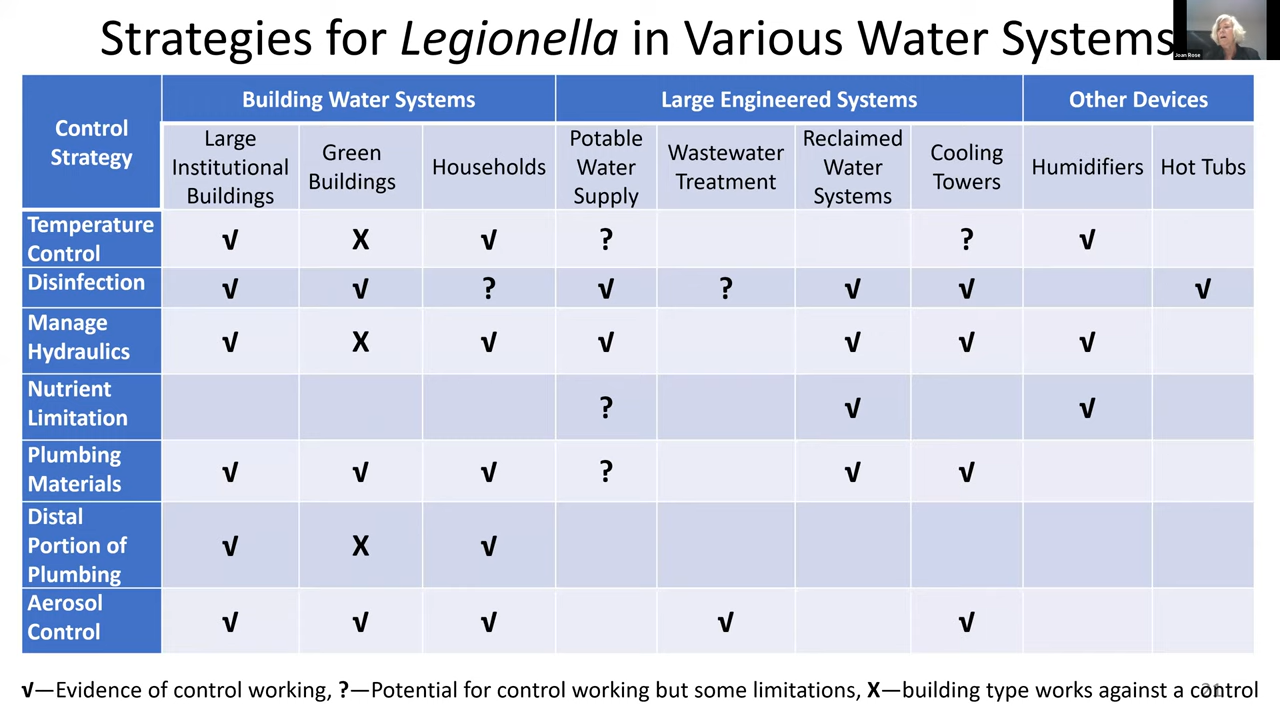 Strategies for Legionella in Various Water Systems
Joan Rose
Control Strategy
Building Water Systems
Large Engineered Systems
Other Devices
Large Institutional Buildings
Green Buildings
Households
Potable Water Supply
Wastewater Treatment
Reclaimed Water Systems
Cooling Towers
Humidifiers
Hot Tubs
Temperature Control √ X √ ? ? √
Disinfection √ √ ? √ ? √ √ √
Manage Hydraulics √ X √ √ √ √ √
Nutrient Limitation ? √ √
Plumbing Materials √ √ √ ? √ √
Distal Portion of Plumbing √ X √
Aerosol Control √ √ √ √ √
√—Evidence of control working, ?—Potential for control working but some limitations, X—building type works against a control
21